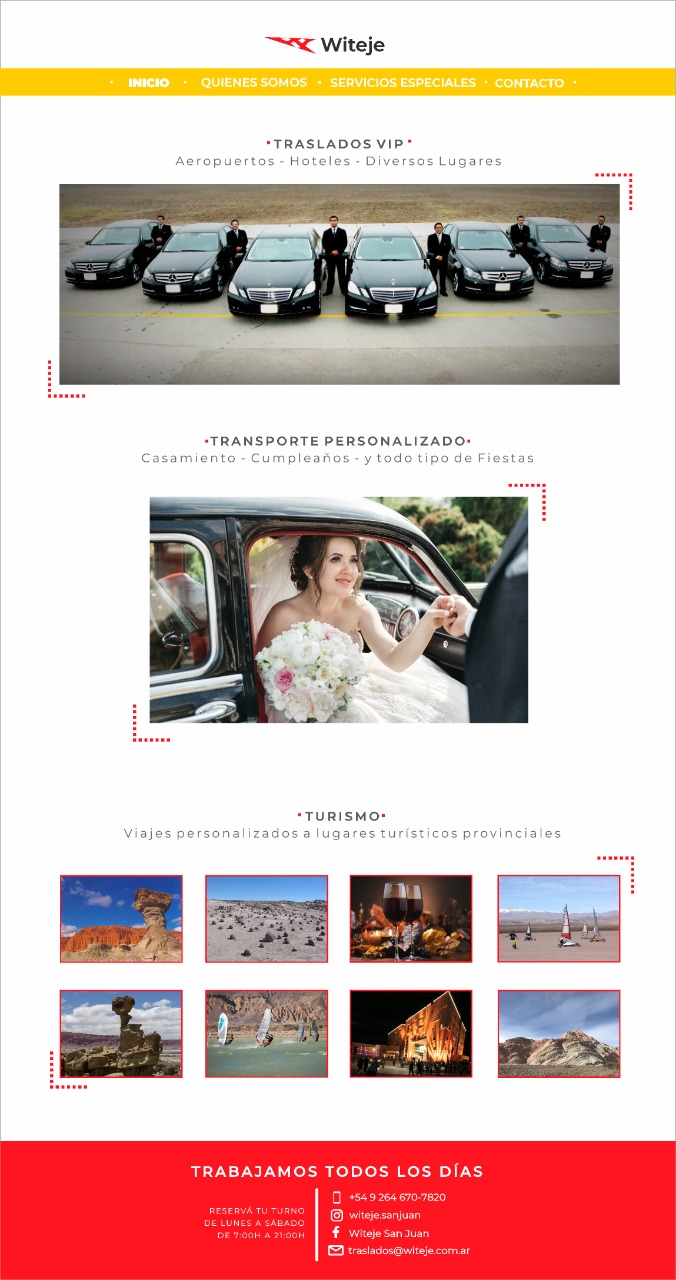 Witeje
INICIO QUIENES SOMOS SERVICIOS ESPECIALES CONTACTO
TRASLADOS VIP
Aeropuertos - Hoteles - Diversos Lugares
TRANSPORTE PERSONALIZADO
Casamiento - Cumpleaños - y todo tipo de Fiestas
TURISMO
Viajes personalizados a lugares turísticos provinciales
TRABAJAMOS TODOS LOS DÍAS
RESERVÁ TU TURNO
DE LUNES A SÁBADO
DE 7:00H A 21:00H
+54 9 264 670-7820
witeje.sanjuan
Witeje San Juan
traslados@witeje.com.ar